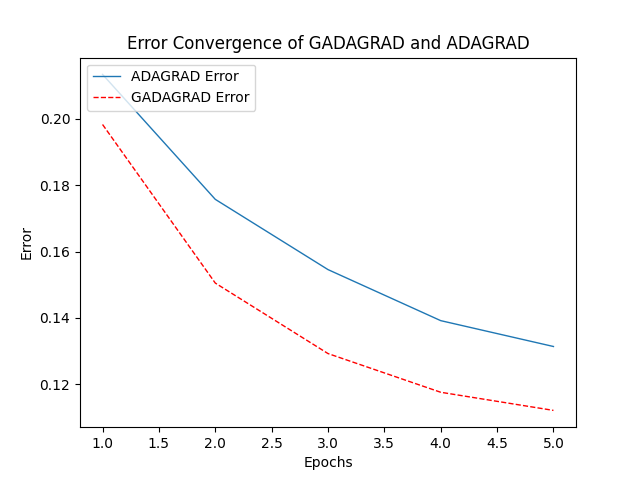 Error Convergence of GADAGRAD and ADAGRAD
ADAGRAD Error
GADAGRAD Error
0.20
0.18
0.16
0.14
0.12
Error
1.0 1.5 2.0 2.5 3.0 3.5 4.0 4.5 5.0
Epochs